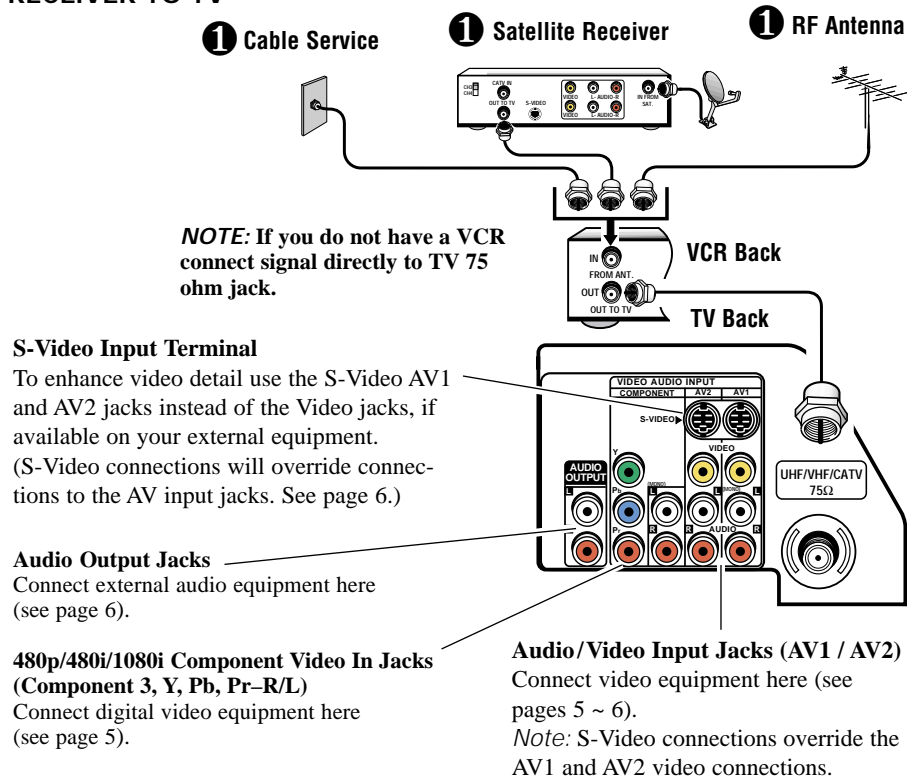 RECEIVER TO TV
❶ Cable Service
❶ Satellite Receiver
❶ RF Antenna
CH3
CH4
CATV IN
OUT TO TV
S-VIDEO
VIDEO
L- AUDIO-R
VIDEO
L- AUDIO-R
IN FROM
SAT.
NOTE: If you do not have a VCR
connect signal directly to TV 75
ohm jack.
IN
FROM ANT.
OUT
OUT TO TV
VCR Back
TV Back
S-Video Input Terminal
To enhance video detail use the S-Video AV1
and AV2 jacks instead of the Video jacks, if
available on your external equipment.
(S-Video connections will override connec-
tions to the AV input jacks. See page 6.)
Audio Output Jacks
Connect external audio equipment here
(see page 6).
480p/480i/1080i Component Video In Jacks
(Component 3, Y, Pb, Pr–R/L)
Connect digital video equipment here
(see page 5).
VIDEO AUDIO INPUT
COMPONENT AV2 AV1
S-VIDEO▶
VIDEO
Y
AUDIO
OUTPUT
L
Pb
(MONO)
L
L
(MONO)
L
R
Pr
R
R
AUDIO
R
UHF/VHF/CATV
75Ω
Audio/Video Input Jacks (AV1 / AV2)
Connect video equipment here (see
pages 5 ~ 6).
Note: S-Video connections override the
AV1 and AV2 video connections.